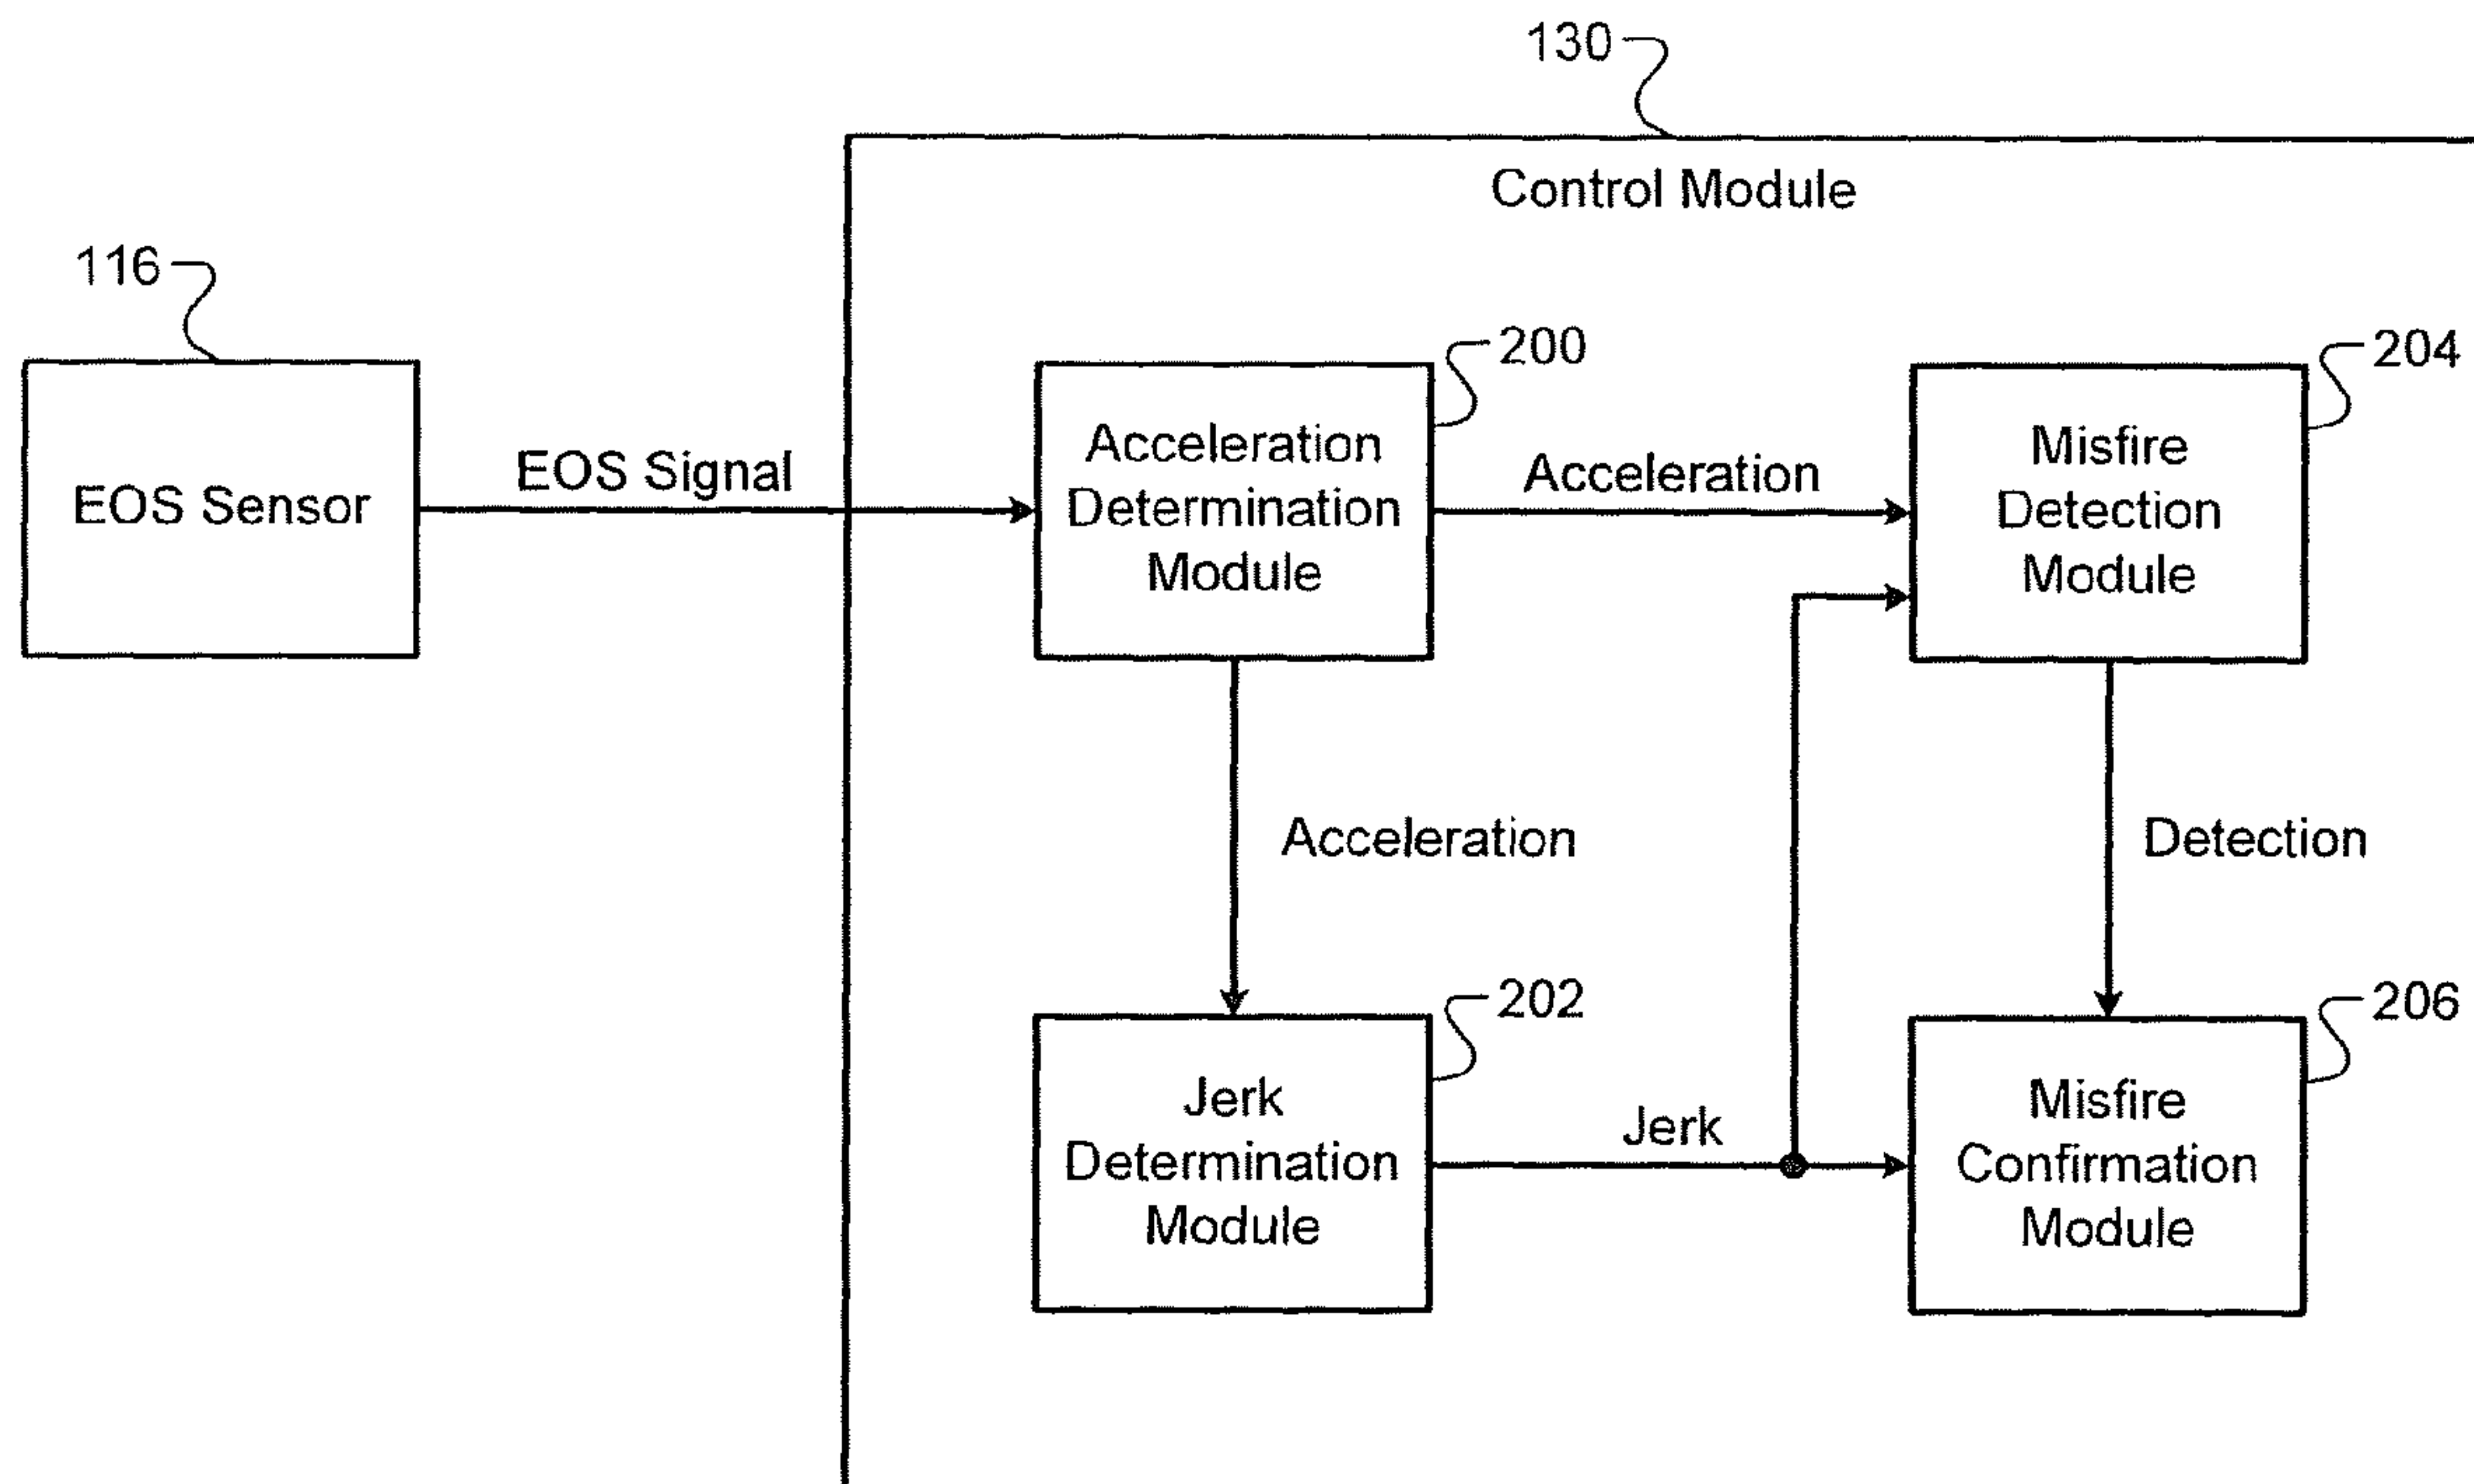 130
Control Module
116
200
204
EOS Sensor
EOS Signal
Acceleration
Determination
Module
Acceleration
Misfire
Detection
Module
Acceleration
Detection
202
206
Jerk
Determination
Module
Jerk
Misfire
Confirmation
Module